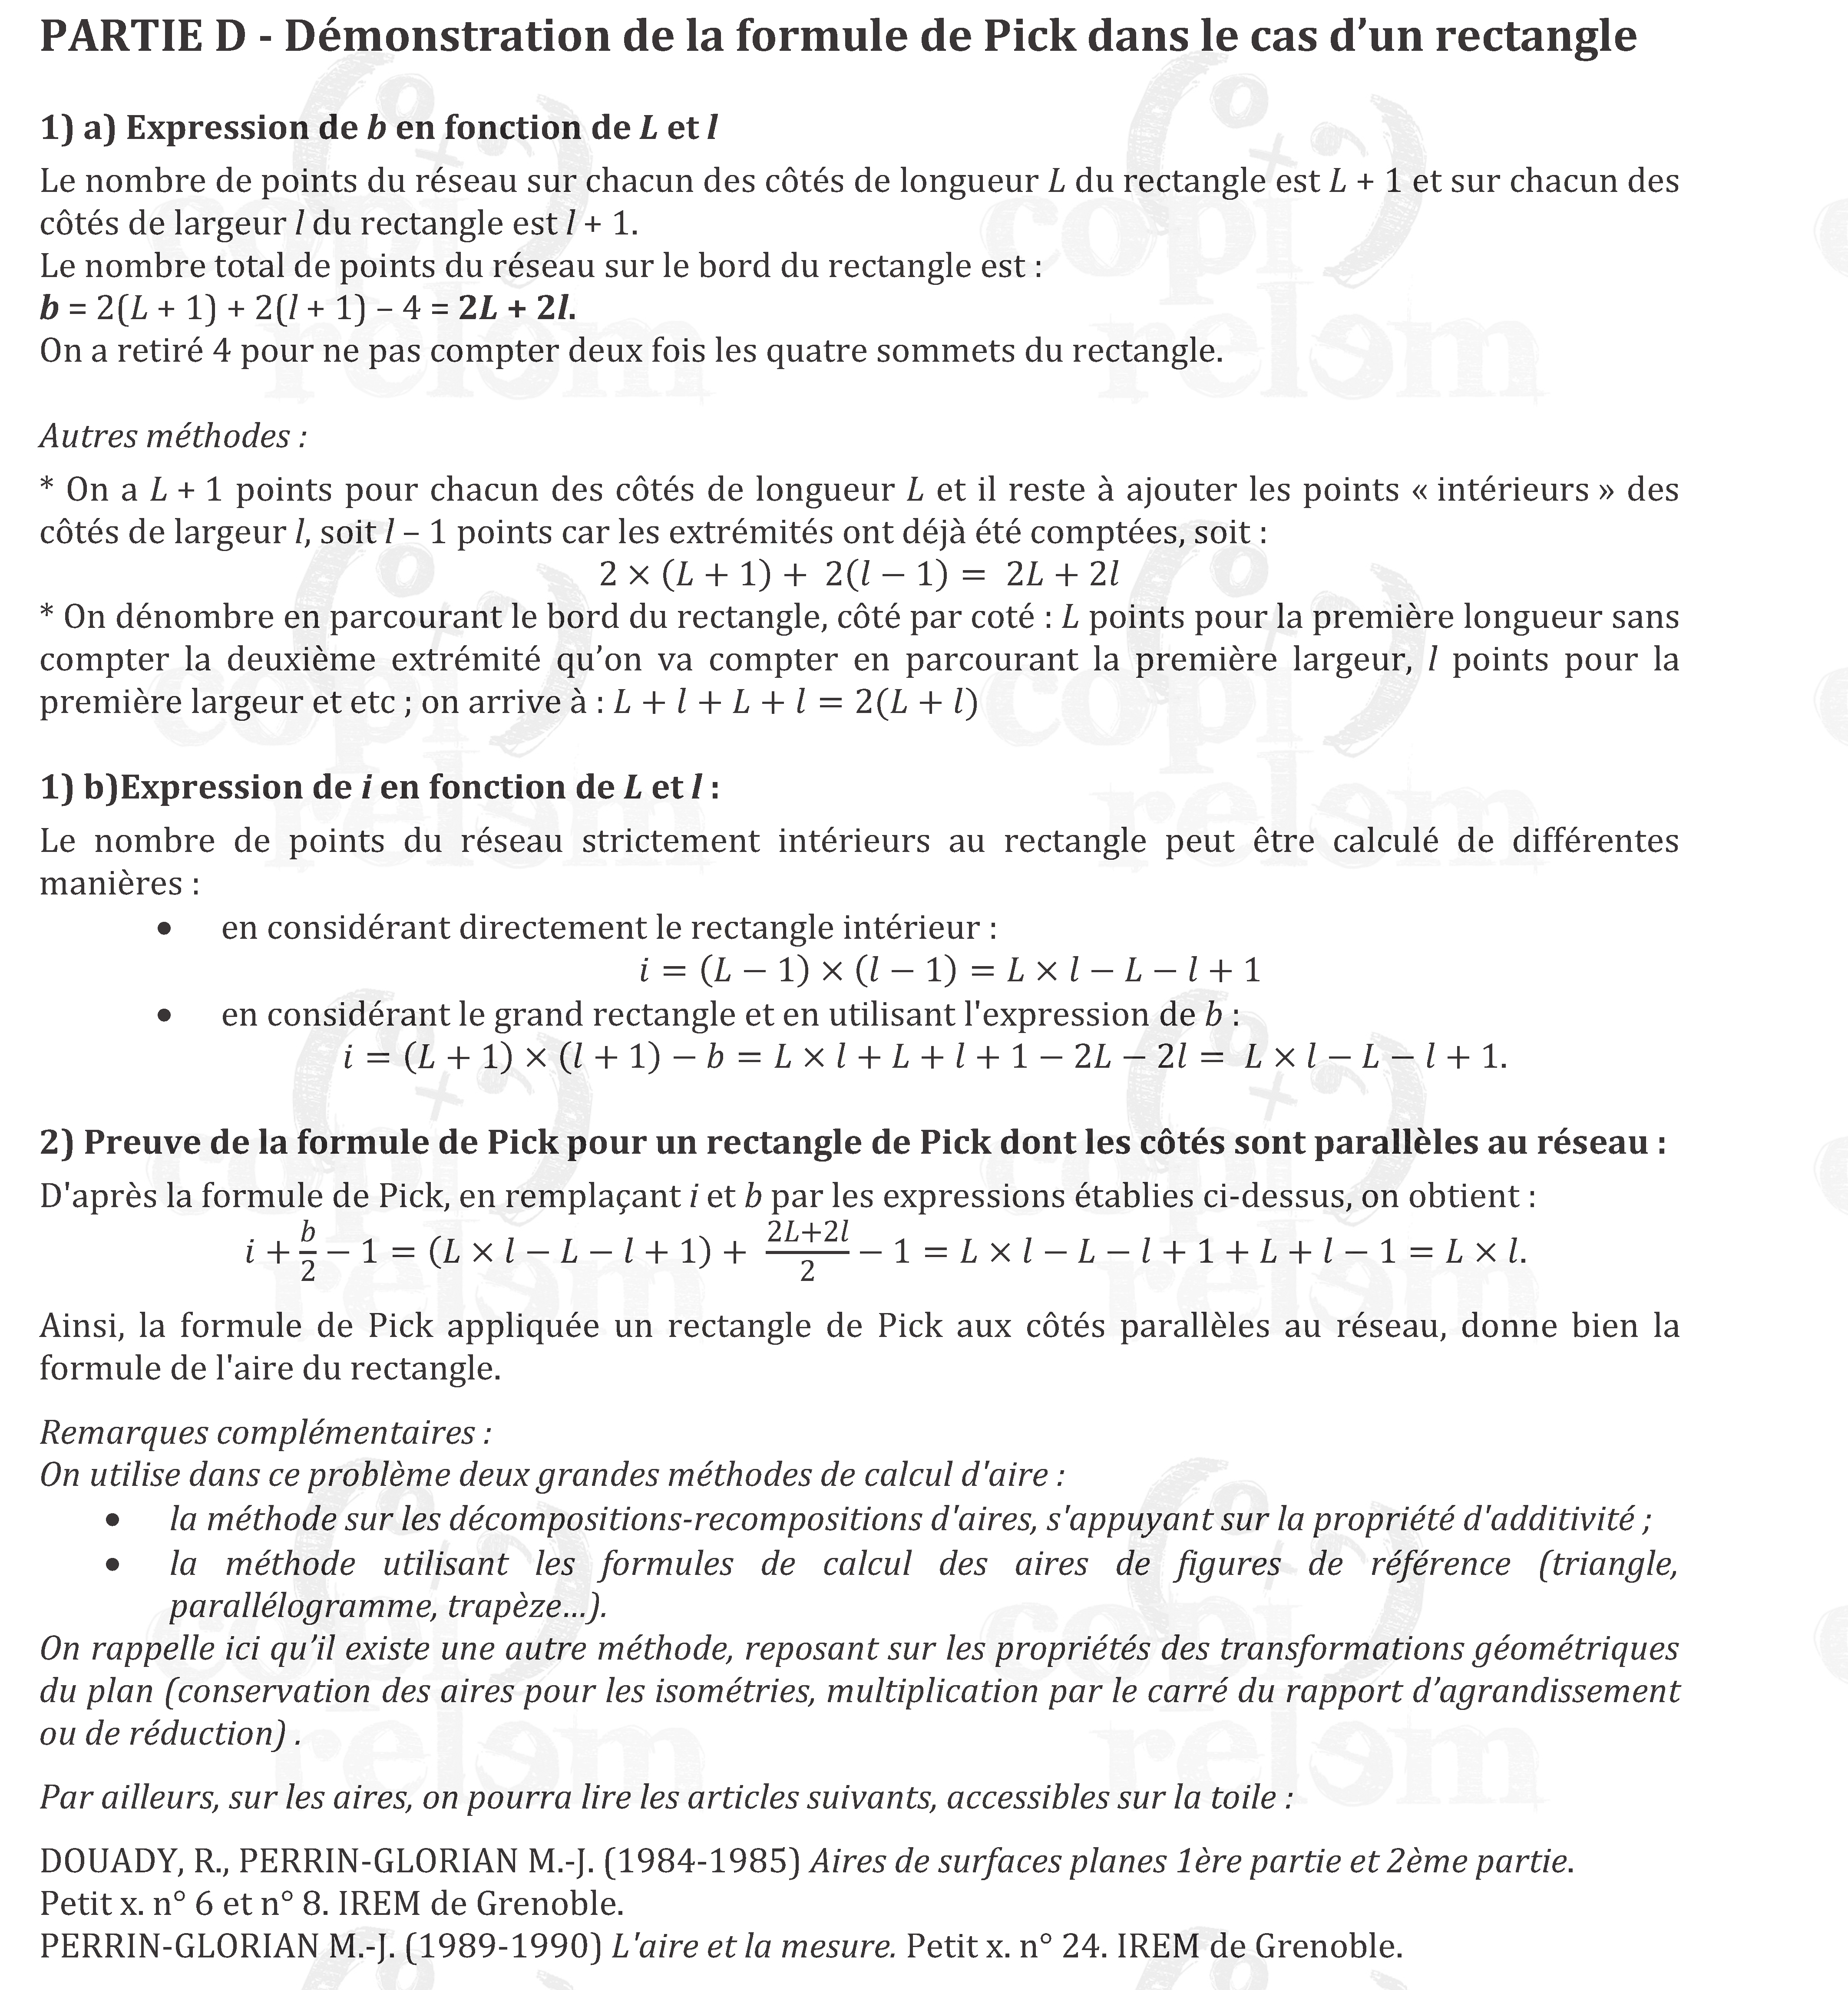 PARTIE D - Démonstration de la formule de Pick dans le cas d’un rectangle
1) a) Expression de b en fonction de L et l
Le nombre de points du réseau sur chacun des côtés de longueur L du rectangle est L + 1 et sur chacun des
côtés de largeur l du rectangle est l + 1.
Le nombre total de points du réseau sur le bord du rectangle est :
b = 2(L + 1) + 2(l + 1) – 4 = 2L + 2l.
On a retiré 4 pour ne pas compter deux fois les quatre sommets du rectangle.
Autres méthodes :
* On a L + 1 points pour chacun des côtés de longueur L et il reste à ajouter les points « intérieurs » des
côtés de largeur l, soit l – 1 points car les extrémités ont déjà été comptées, soit :
2 × (L + 1) + 2(l − 1) = 2L + 2l
* On dénombre en parcourant le bord du rectangle, côté par coté : L points pour la première longueur sans
compter la deuxième extrémité qu’on va compter en parcourant la première largeur, l points pour la
première largeur et etc ; on arrive à : L + l + L + l = 2(L + l)
1) b)Expression de i en fonction de L et l :
Le nombre de points du réseau strictement intérieurs au rectangle peut être calculé de différentes
manières :
• en considérant directement le rectangle intérieur :
i = (L − 1) × (l − 1) = L × l − L − l + 1
• en considérant le grand rectangle et en utilisant l'expression de b :
i = (L + 1) × (l + 1) − b = L × l + L + l + 1 − 2L − 2l = L × l − L − l + 1.
2) Preuve de la formule de Pick pour un rectangle de Pick dont les côtés sont parallèles au réseau :
D'après la formule de Pick, en remplaçant i et b par les expressions établies ci-dessus, on obtient :
i + b/2 − 1 = (L × l − L − l + 1) + (2L+2l)/2 − 1 = L × l − L − l + 1 + L + l − 1 = L × l.
Ainsi, la formule de Pick appliquée un rectangle de Pick aux côtés parallèles au réseau, donne bien la
formule de l'aire du rectangle.
Remarques complémentaires :
On utilise dans ce problème deux grandes méthodes de calcul d'aire :
• la méthode sur les décompositions-recompositions d'aires, s'appuyant sur la propriété d'additivité ;
• la méthode utilisant les formules de calcul des aires de figures de référence (triangle,
parallélogramme, trapèze…).
On rappelle ici qu’il existe une autre méthode, reposant sur les propriétés des transformations géométriques
du plan (conservation des aires pour les isométries, multiplication par le carré du rapport d’agrandissement
ou de réduction) .
Par ailleurs, sur les aires, on pourra lire les articles suivants, accessibles sur la toile :
DOUADY, R., PERRIN-GLORIAN M.-J. (1984-1985) Aires de surfaces planes 1ère partie et 2ème partie.
Petit x. n° 6 et n° 8. IREM de Grenoble.
PERRIN-GLORIAN M.-J. (1989-1990) L'aire et la mesure. Petit x. n° 24. IREM de Grenoble.